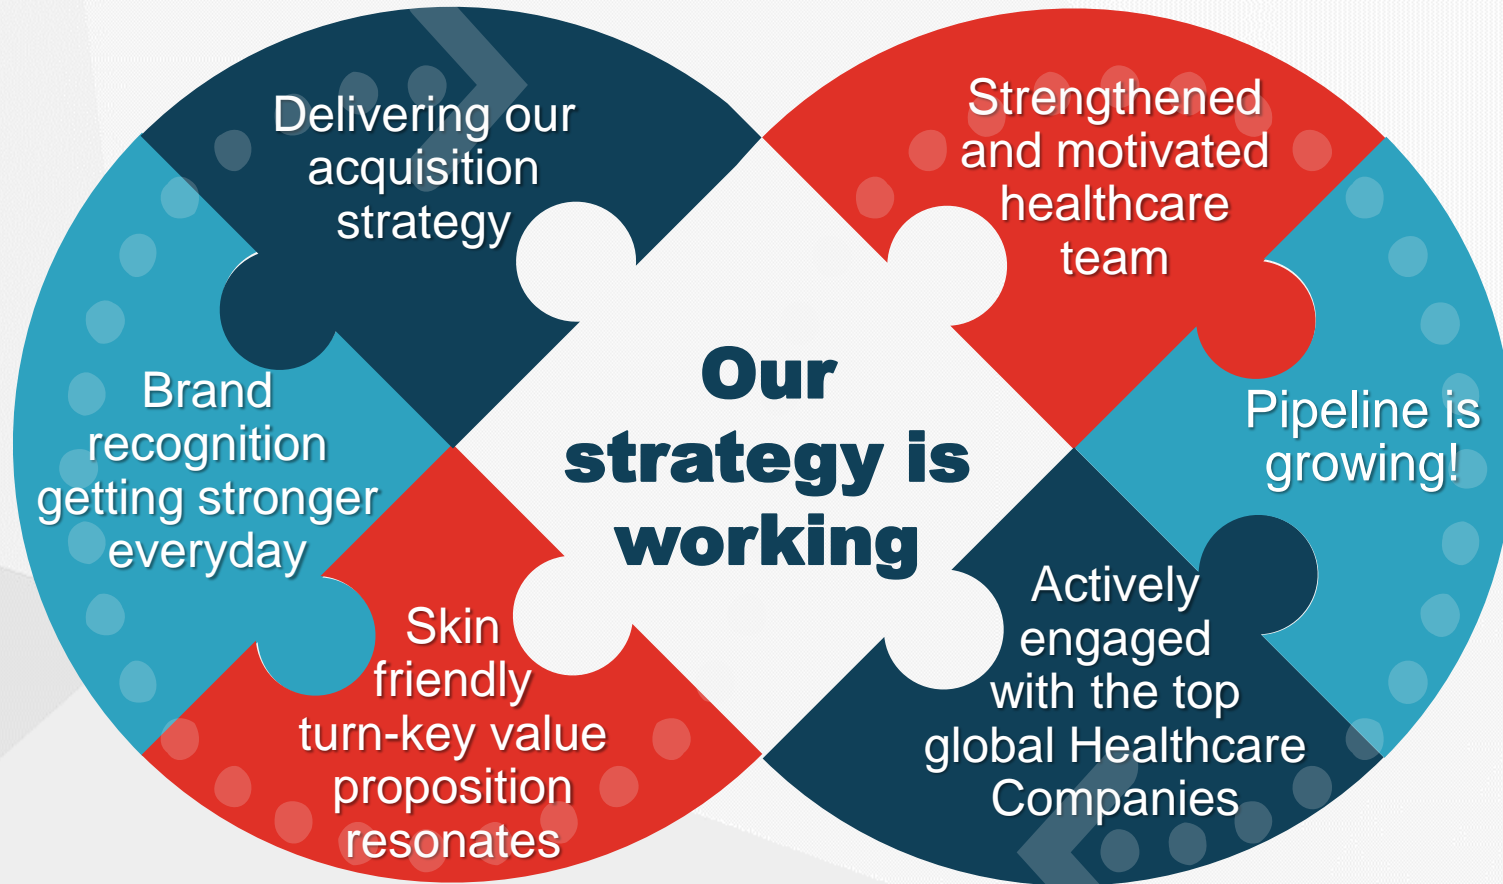 Delivering our
acquisition
strategy
Strengthened
and motivated
healthcare
team
Brand
recognition
getting stronger
everyday
Our
strategy is
working
Pipeline is
growing!
Skin
friendly
turn-key value
proposition
resonates
Actively
engaged
with the top
global Healthcare
Companies